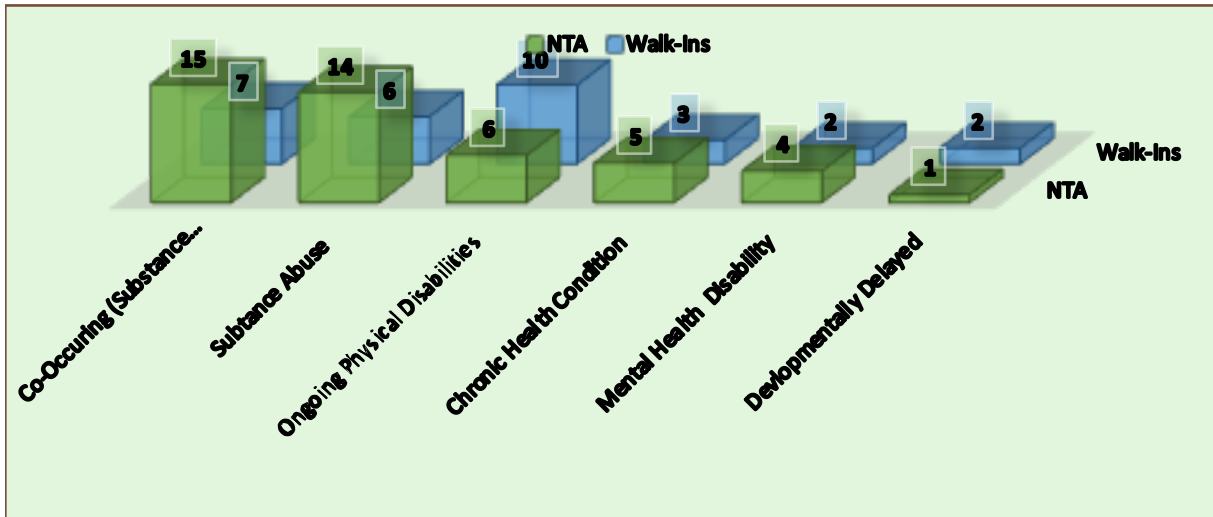 NTA Walk-Ins
15
7
14
6
10
6
3
5
2
4
2
1
Walk-Ins
NTA
Co-Occuring (Substance...
Subtance Abuse
Ongoing Physical Disabilities
Chronic Health Condition
Mental Health Disability
Devlopmentally Delayed